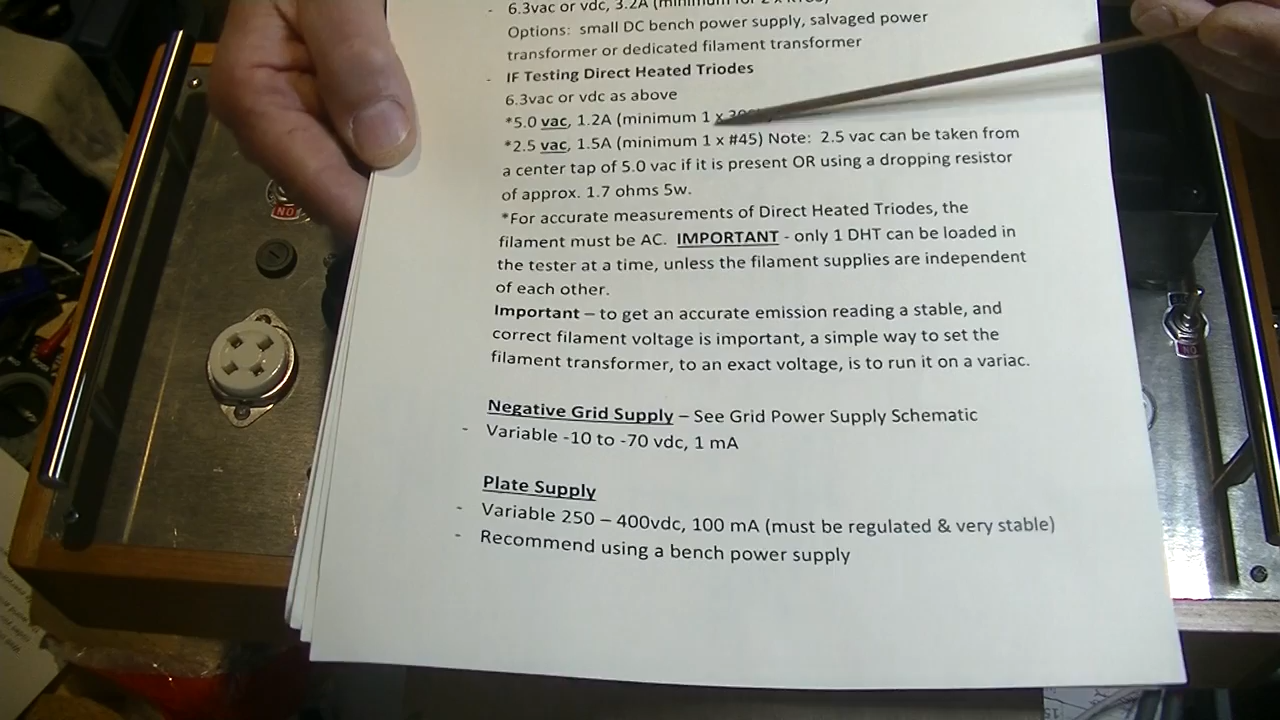 - 6.3vac or vdc, 3.2A (minimum for 2 x
Options: small DC bench power supply, salvaged power
transformer or dedicated filament transformer
- IF Testing Direct Heated Triodes
6.3vac or vdc as above
*5.0 vac, 1.2A (minimum 1 x
*2.5 vac, 1.5A (minimum 1 x #45) Note: 2.5 vac can be taken from
a center tap of 5.0 vac if it is present OR using a dropping resistor
of approx. 1.7 ohms 5w.
*For accurate measurements of Direct Heated Triodes, the
filament must be AC. IMPORTANT - only 1 DHT can be loaded in
the tester at a time, unless the filament supplies are independent
of each other.
Important – to get an accurate emission reading a stable, and
correct filament voltage is important, a simple way to set the
filament transformer, to an exact voltage, is to run it on a variac.
Negative Grid Supply – See Grid Power Supply Schematic
- Variable -10 to -70 vdc, 1 mA
Plate Supply
- Variable 250 – 400vdc, 100 mA (must be regulated & very stable)
- Recommend using a bench power supply
NO
NO